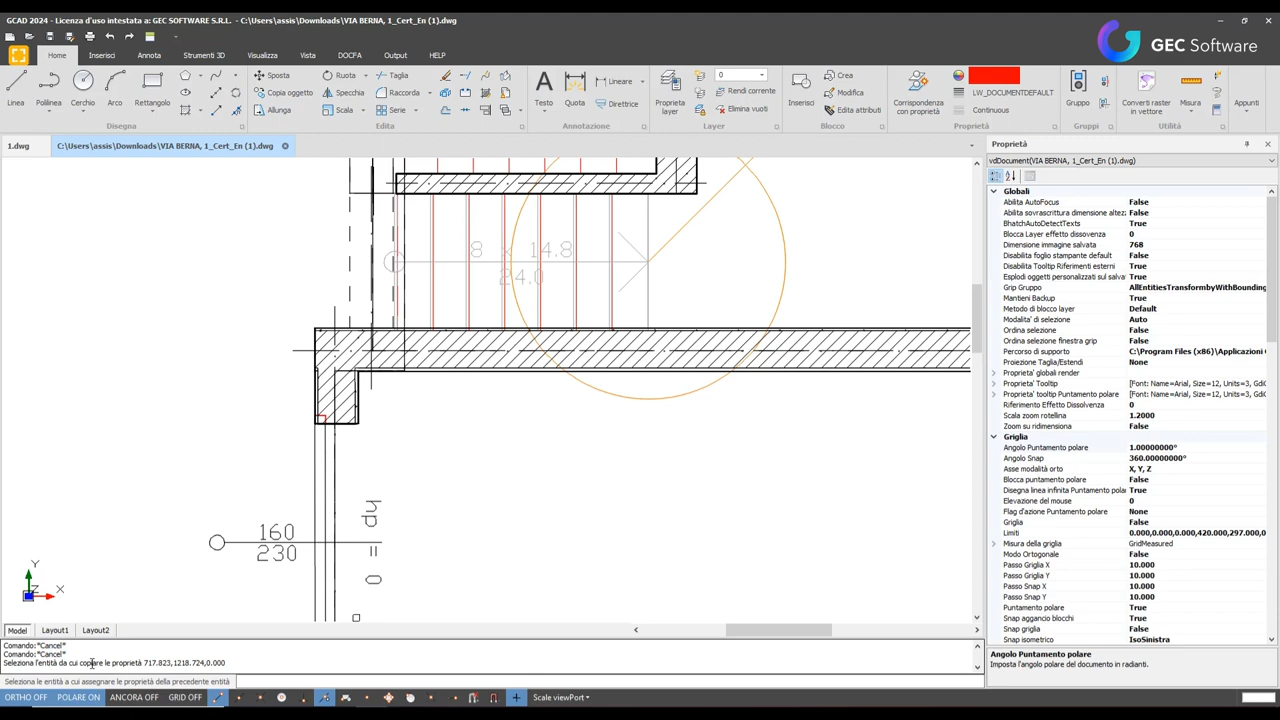 GCAD 2024 - Licenza d'uso intestata a: GEC SOFTWARE S.R.L. - C:\Users\assis\Downloads\VIA BERNA, 1_Cert_En (1).dwg
GEC Software
Home Inserisci Annota Strumenti 3D Visualizza Vista DOCFA Output HELP
Linea Polilinea Cerchio Arco Rettangolo
Sposta Ruota Taglia
Copia oggetto Specchia Raccorda
Allunga Scala Serie
Testo Quota Lineare Direttrice
Proprietà layer 0 Rendi corrente Elimina vuoti
Inserisci Crea Modifica Edita attributi
Corrispondenza con proprietà LW_DOCUMENTDEFAULT Continuous
Gruppo Converti raster in vettore Misura Appunti
Disegna Edita Annotazione Layer Blocco Proprietà Gruppi Utilità
1.dwg C:\Users\assis\Downloads\VIA BERNA, 1_Cert_En (1).dwg
Proprietà
vdDocument(VIA BERNA, 1_Cert_En (1).dwg)
Globali
Abilita AutoFocus False
Abilita sovrascrittura dimensione altez False
BhatchAutoDetectTexts True
Blocca Layer effetto dissolvenza 0
Dimensione immagine salvata 768
Disabilita foglio stampante default False
Disabilita Tooltip Riferimenti esterni True
Esplodi oggetti personalizzati sul salvat True
Grip Gruppo AllEntitiesTransformbyWithBounding
Mantieni Backup True
Metodo di blocco layer Default
Modalita' di selezione Auto
Ordina selezione False
Ordina selezione finestra grip False
Percorso di supporto C:\Program Files (x86)\Applicazioni
Proiezione Taglia/Estendi None
Proprieta' globali render
Proprieta' Tooltip [Font: Name=Arial, Size=12, Units=3, GdiC
Proprieta' tooltip Puntamento polare [Font: Name=Arial, Size=12, Units=3, GdiC
Riferimento Effetto Dissolvenza 0
Scala zoom rotellina 1.2000
Zoom su ridimensiona False
Griglia
Angolo Puntamento polare 1.00000000°
Angolo Snap 360.00000000°
Asse modalità orto X, Y, Z
Blocca puntamento polare False
Disegna linea infinita Puntamento pola True
Elevazione del mouse 0
Flag d'azione Puntamento polare None
Griglia False
Limiti 0.000,0.000,0.000,420.000,297.000,0
Misura della griglia GridMeasured
Modo Ortogonale False
Passo Griglia X 10.000
Passo Griglia Y 10.000
Passo Snap X 10.000
Passo Snap Y 10.000
Puntamento polare True
Snap aggancio blocchi True
Snap griglia False
Snap isometrico IsoSinistra
Angolo Puntamento polare
Imposta l'angolo polare del documento in radianti.
8 x 14.8
24.0
160
230
hp = 0
Y
Z X
Model Layout1 Layout2
Comando:*Cancel*
Comando:*Cancel*
Seleziona l'entità da cui copiare le proprietà 717.823,1218.724,0.000
Seleziona le entità a cui assegnare le proprietà della precedente entità
ORTHO OFF POLARE ON ANCORA OFF GRID OFF Scale viewPort